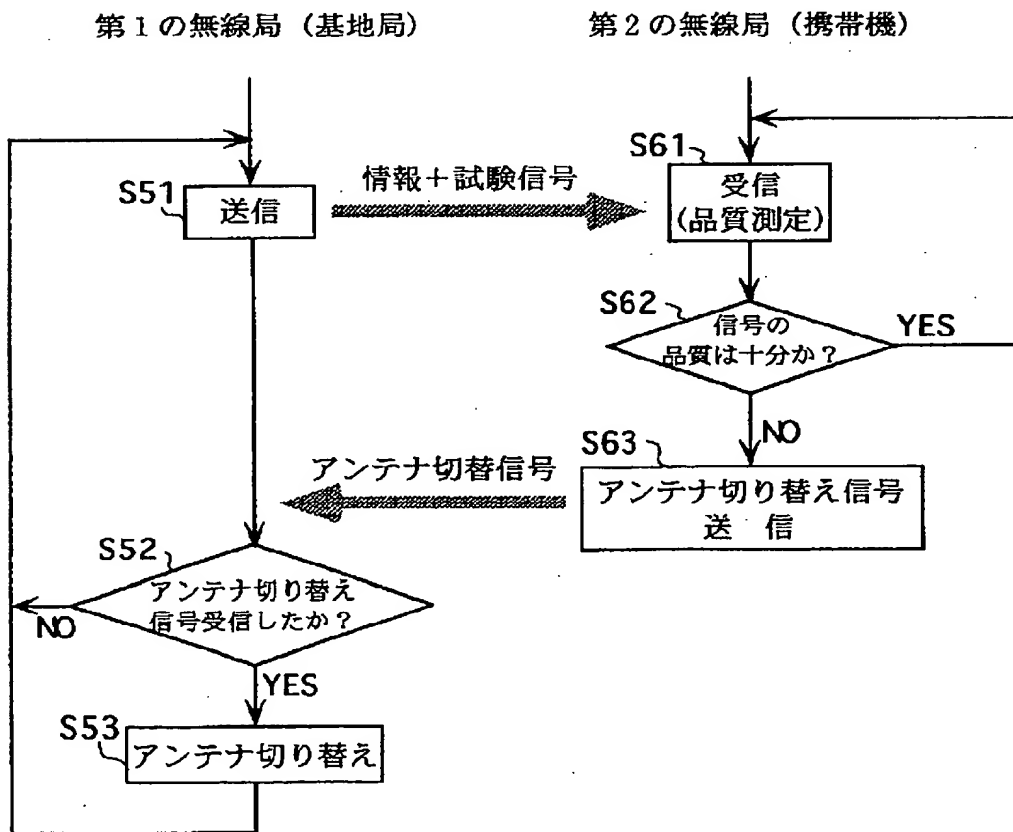 第1の無線局（基地局）
第2の無線局（携帯機）
S51
送信
情報＋試験信号
S61
受信
(品質測定)
S62
信号の
品質は十分か？
YES
NO
S63
アンテナ切り替え信号
送　信
アンテナ切替信号
S52
アンテナ切り替え
信号受信したか？
NO
YES
S53
アンテナ切り替え